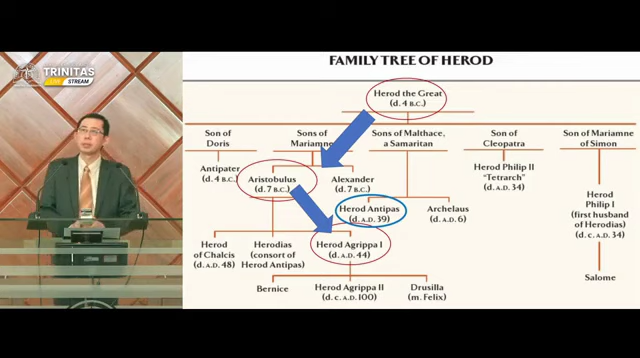 TRINITAS
LIVE STREAM
FAMILY TREE OF HEROD
Herod the Great
(d. 4 B.C.)
Son of
Doris
Sons of
Mariamne
Sons of Malthace, a
Samaritan
Son of
Cleopatra
Son of Mariamne
of Simon
Antipater
(d. 4 B.C.)
Aristobulus
(d. 7 B.C.)
Alexander
(d. 7 B.C.)
Herod Philip II
"Tetrarch"
(d. A.D. 34)
Herod Antipas
(d. A.D. 39)
Archelaus
(d. A.D. 6)
Herod
Philip I
(first husband
of Herodias)
(d. c. A.D. 34)
Herod
of Chalcis
(d. A.D. 48)
Herodias
(consort of
Herod Antipas)
Herod Agrippa I
(d. A.D. 44)
Salome
Bernice
Herod Agrippa II
(d. c. A.D. 100)
Drusilla
(m. Felix)